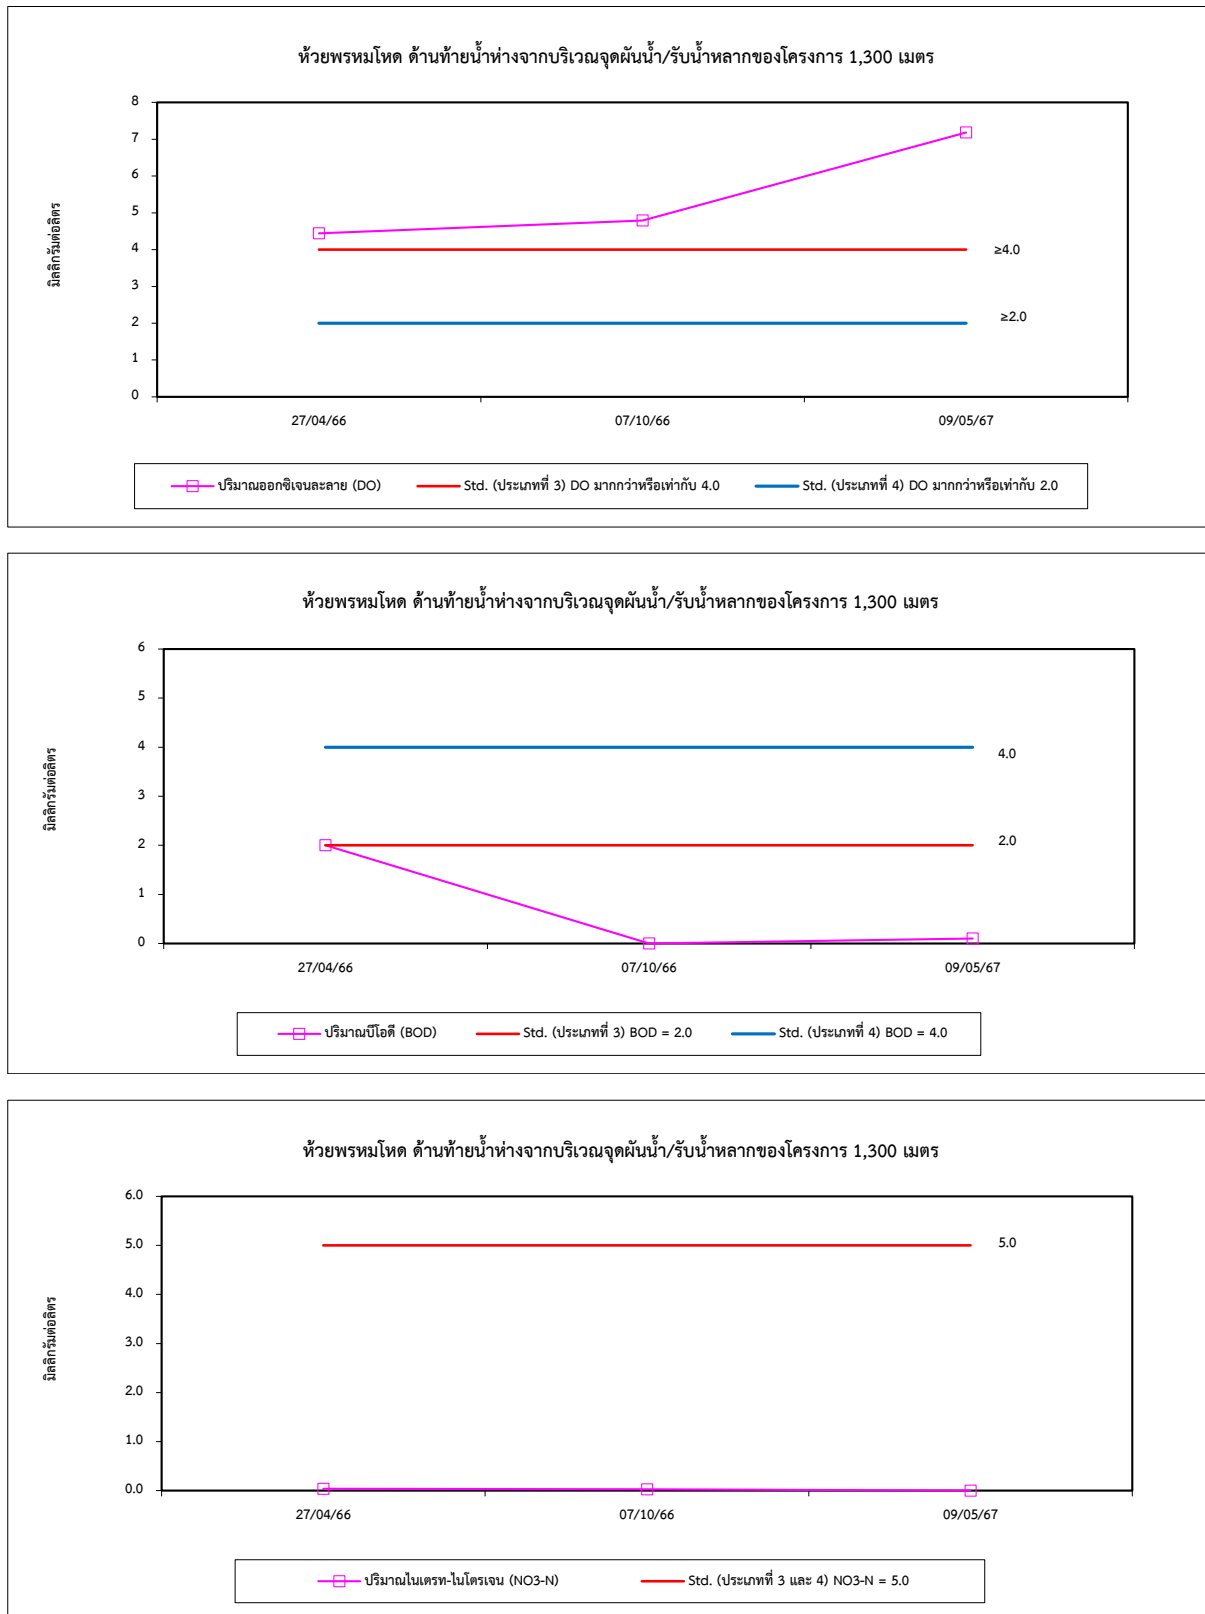 ห้วยพรหมโหด ด้านท้ายน้ำห่างจากบริเวณจุดผันน้ำ/รับน้ำหลากของโครงการ 1,300 เมตร
มิลลิกรัมต่อลิตร
8
7
6
5
4
3
2
1
0
≥4.0
≥2.0
27/04/66 07/10/66 09/05/67
ปริมาณออกซิเจนละลาย (DO) Std. (ประเภทที่ 3) DO มากกว่าหรือเท่ากับ 4.0 Std. (ประเภทที่ 4) DO มากกว่าหรือเท่ากับ 2.0
ห้วยพรหมโหด ด้านท้ายน้ำห่างจากบริเวณจุดผันน้ำ/รับน้ำหลากของโครงการ 1,300 เมตร
มิลลิกรัมต่อลิตร
6
5
4
3
2
1
0
4.0
2.0
27/04/66 07/10/66 09/05/67
ปริมาณบีโอดี (BOD) Std. (ประเภทที่ 3) BOD = 2.0 Std. (ประเภทที่ 4) BOD = 4.0
ห้วยพรหมโหด ด้านท้ายน้ำห่างจากบริเวณจุดผันน้ำ/รับน้ำหลากของโครงการ 1,300 เมตร
มิลลิกรัมต่อลิตร
6.0
5.0
4.0
3.0
2.0
1.0
0.0
5.0
27/04/66 07/10/66 09/05/67
ปริมาณไนเตรท-ไนโตรเจน (NO3-N) Std. (ประเภทที่ 3 และ 4) NO3-N = 5.0